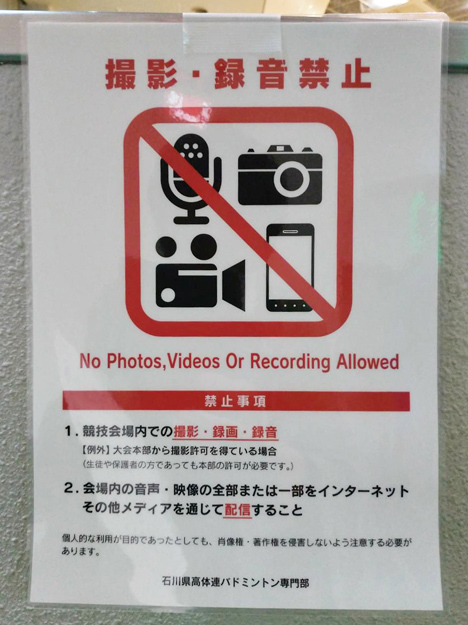 撮影・録音禁止
No Photos,Videos Or Recording Allowed
禁止事項
1. 競技会場内での撮影・録画・録音
【例外】大会本部から撮影許可を得ている場合
（生徒や保護者の方であっても本部の許可が必要です。）
2. 会場内の音声・映像の全部または一部をインターネット
その他メディアを通じて配信すること
個人的な利用が目的であったとしても、肖像権・著作権を侵害しないよう注意する必要が
あります。
石川県高体連バドミントン専門部